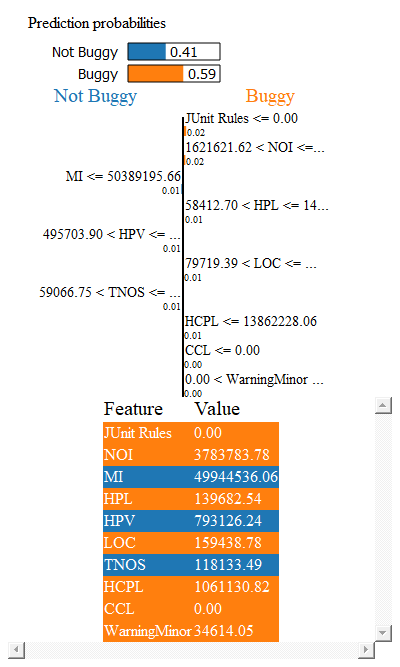 Prediction probabilities
Not Buggy 0.41
Buggy 0.59
Not Buggy Buggy
JUnit Rules <= 0.00
0.02
1621621.62 < NOI <=...
0.02
MI <= 50389195.66
0.01
58412.70 < HPL <= 14...
0.01
495703.90 < HPV <= ...
0.01
79719.39 < LOC <= ...
0.01
59066.75 < TNOS <= ...
0.01
HCPL <= 13862228.06
0.01
CCL <= 0.00
0.00
0.00 < WarningMinor ...
0.00
Feature Value
JUnit Rules 0.00
NOI 3783783.78
MI 49944536.06
HPL 139682.54
HPV 793126.24
LOC 159438.78
TNOS 118133.49
HCPL 1061130.82
CCL 0.00
WarningMinor 34614.05